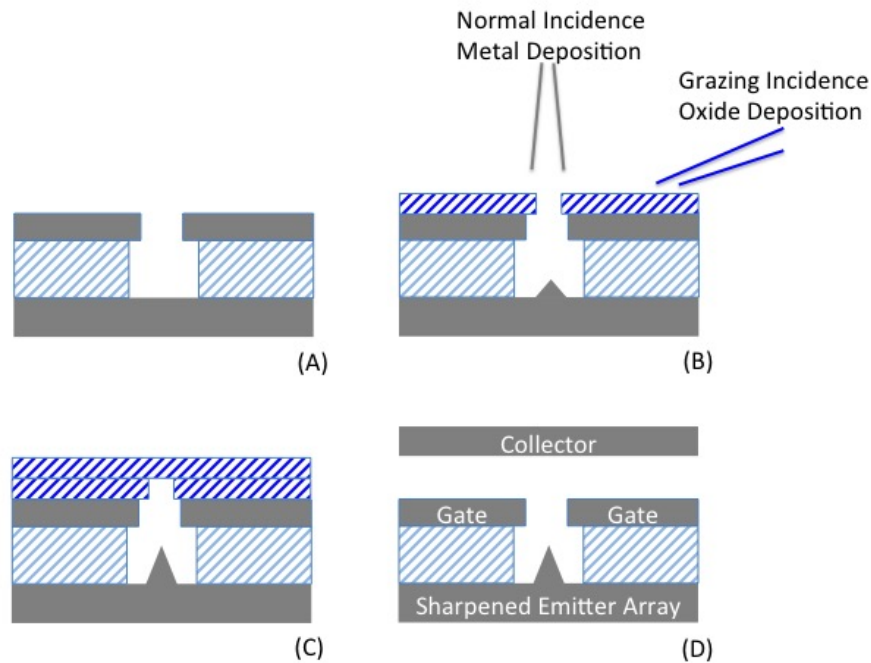 Normal Incidence
Metal Deposition
Grazing Incidence
Oxide Deposition
(A)
(B)
Collector
Gate
Gate
Sharpened Emitter Array
(C)
(D)